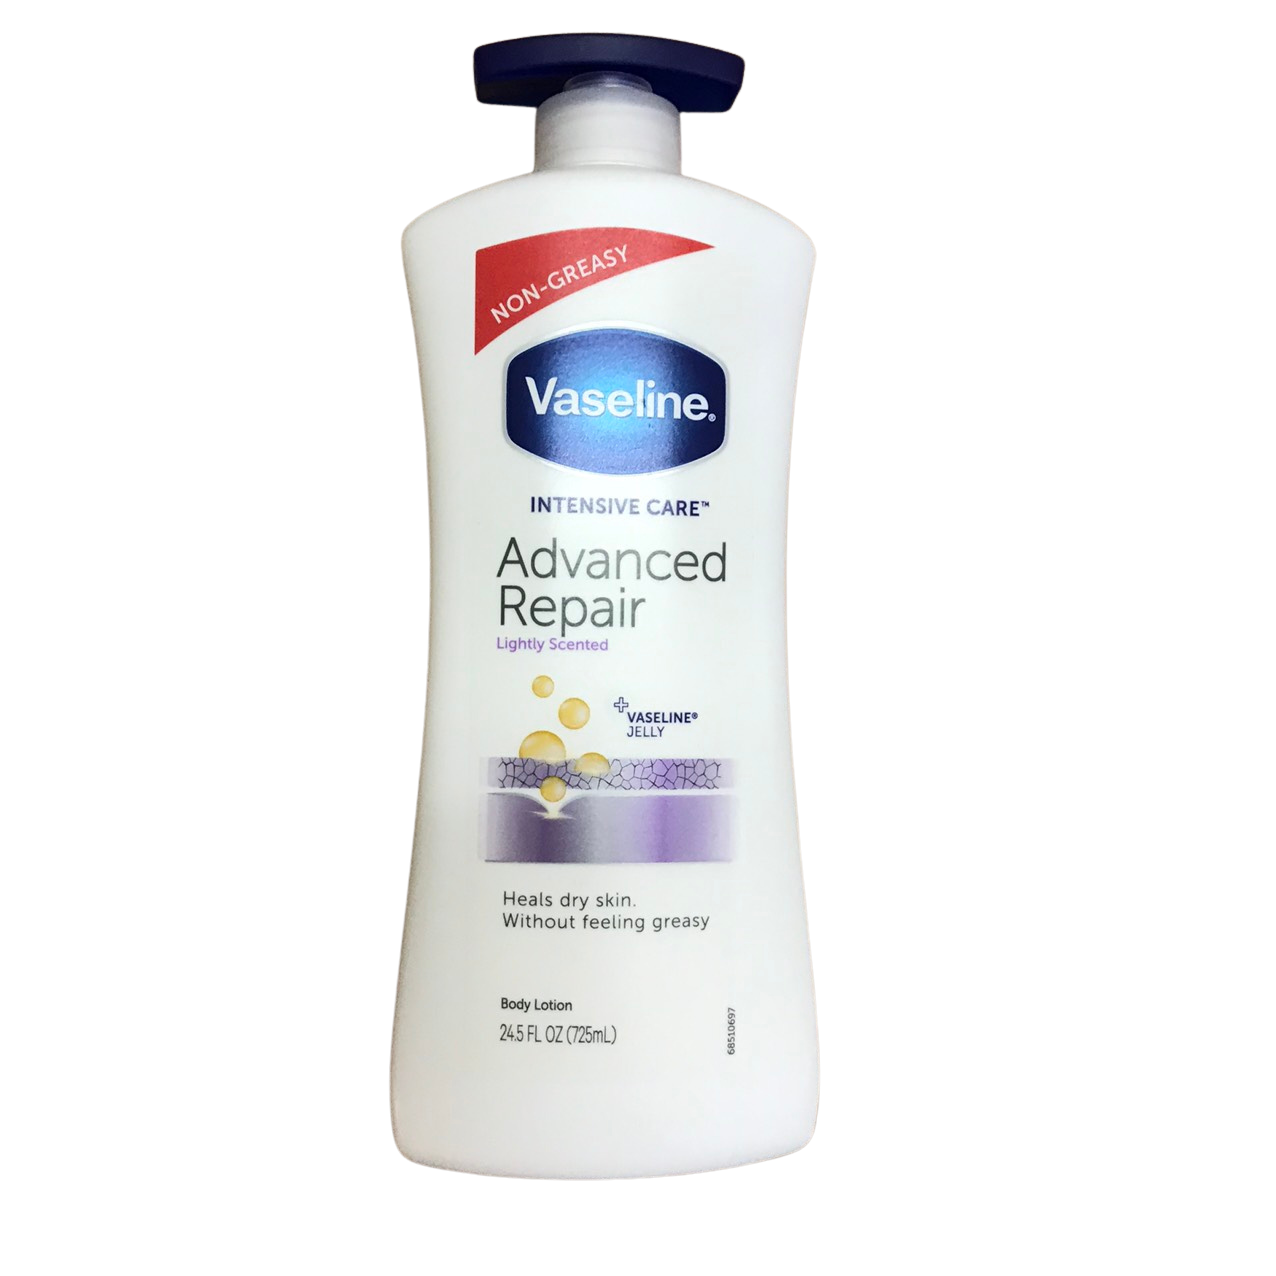 NON-GREASY
Vaseline®
INTENSIVE CARE™
Advanced
Repair
Lightly Scented
VASELINE®
JELLY
Heals dry skin.
Without feeling greasy
Body Lotion
24.5 FL OZ (725mL)
68510697